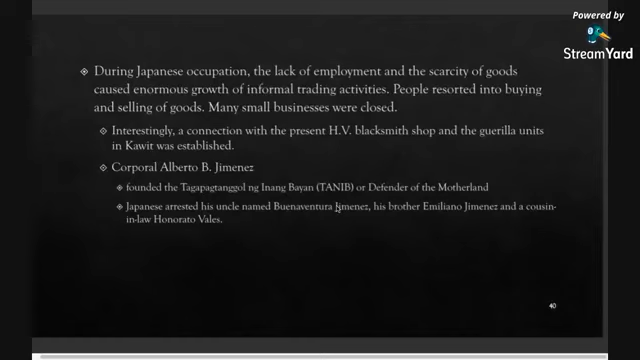 Powered by
StreamYard
During Japanese occupation, the lack of employment and the scarcity of goods
caused enormous growth of informal trading activities. People resorted into buying
and selling of goods. Many small businesses were closed.
Interestingly, a connection with the present H.V. blacksmith shop and the guerilla units
in Kawit was established.
Corporal Alberto B. Jimenez
founded the Tagapagtanggol ng Inang Bayan (TANIB) or Defender of the Motherland
Japanese arrested his uncle named Buenaventura Jimenez, his brother Emiliano Jimenez and a cousin-
in-law Honorato Vales.
40